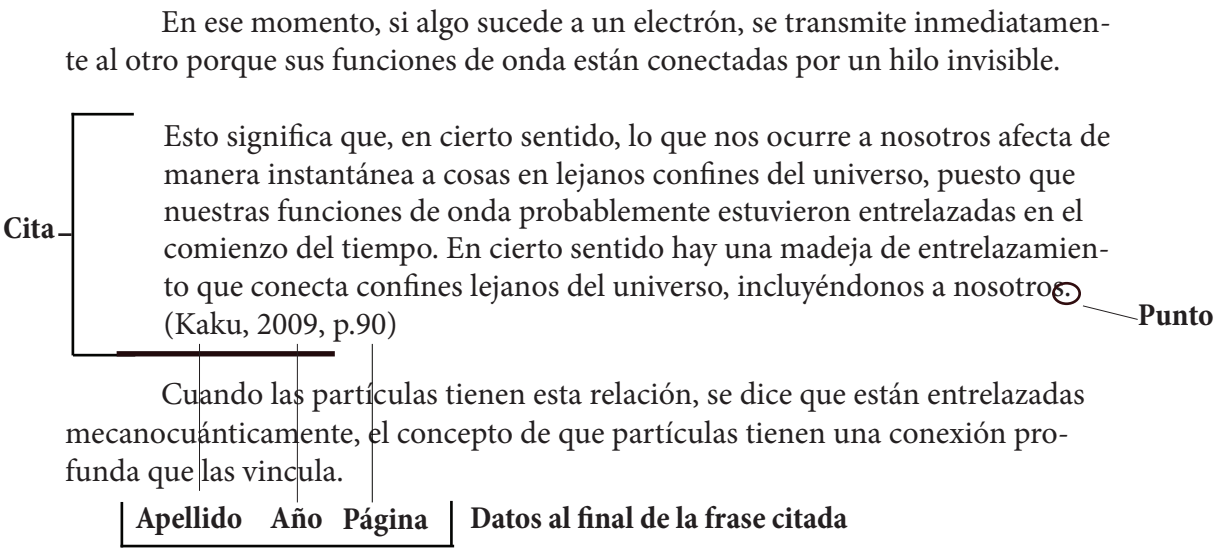 En ese momento, si algo sucede a un electrón, se transmite inmediatamen-
te al otro porque sus funciones de onda están conectadas por un hilo invisible.
Esto significa que, en cierto sentido, lo que nos ocurre a nosotros afecta de
manera instantánea a cosas en lejanos confines del universo, puesto que
nuestras funciones de onda probablemente estuvieron entrelazadas en el
Cita
comienzo del tiempo. En cierto sentido hay una madeja de entrelazamien-
to que conecta confines lejanos del universo, incluyéndonos a nosotros.
Punto
(Kaku, 2009, p.90)
Cuando las partículas tienen esta relación, se dice que están entrelazadas
mecanocuánticamente, el concepto de que partículas tienen una conexión pro-
funda que las vincula.
Apellido Año Página Datos al final de la frase citada